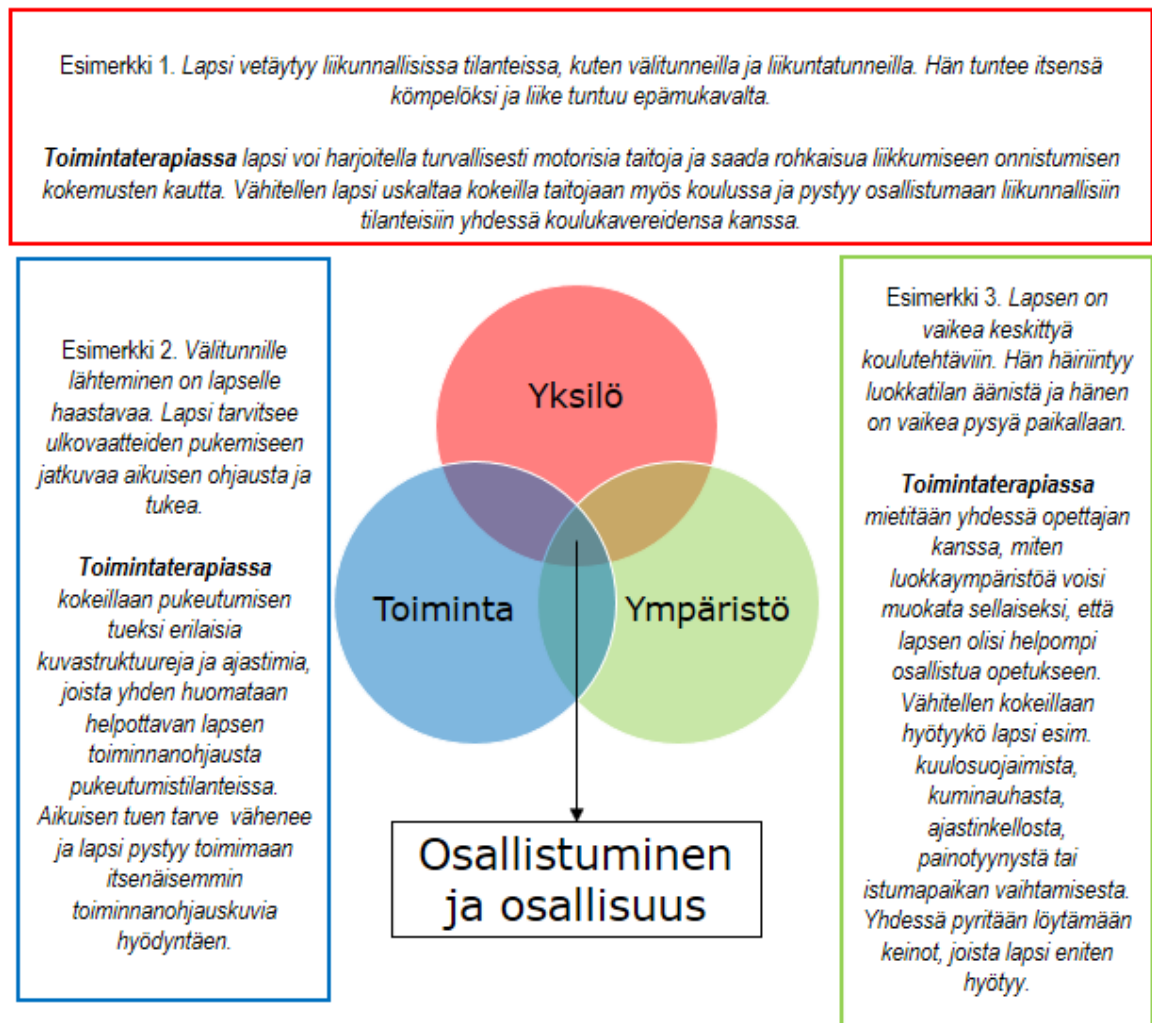 Esimerkki 1. Lapsi vetäytyy liikunnallisissa tilanteissa, kuten välitunneilla ja liikuntatunneilla. Hän tuntee itsensä
kömpelöksi ja liike tuntuu epämukavalta.
Toimintaterapiassa lapsi voi harjoitella turvallisesti motorisia taitoja ja saada rohkaisua liikkumiseen onnistumisen
kokemusten kautta. Vähitellen lapsi uskaltaa kokeilla taitojaan myös koulussa ja pystyy osallistumaan liikunnallisiin
tilanteisiin yhdessä koulukavereidensa kanssa.
Esimerkki 2. Välitunnille
lähteminen on lapselle
haastavaa. Lapsi tarvitsee
ulkovaatteiden pukemiseen
jatkuvaa aikuisen ohjausta ja
tukea.
Toimintaterapiassa
kokeillaan pukeutumisen
tueksi erilaisia
kuvastruktuureja ja ajastimia,
joista yhden huomataan
helpottavan lapsen
toiminnanohjausta
pukeutumistilanteissa.
Aikuisen tuen tarve vähenee
ja lapsi pystyy toimimaan
itsenäisemmin
toiminnanohjauskuvia
hyödyntäen.
Yksilö
Toiminta
Ympäristö
Osallistuminen
ja osallisuus
Esimerkki 3. Lapsen on
vaikea keskittyä
koulutehtäviin. Hän häiriintyy
luokkatilan äänistä ja hänen
on vaikea pysyä paikallaan.
Toimintaterapiassa
mietitään yhdessä opettajan
kanssa, miten
luokkaympäristöä voisi
muokata sellaiseksi, että
lapsen olisi helpompi
osallistua opetukseen.
Vähitellen kokeillaan
hyötyykö lapsi esim.
kuulosuojaimista,
kuminauhasta,
ajastinkellosta,
painotyynystä tai
istumapaikan vaihtamisesta.
Yhdessä pyritään löytämään
keinot, joista lapsi eniten
hyötyy.